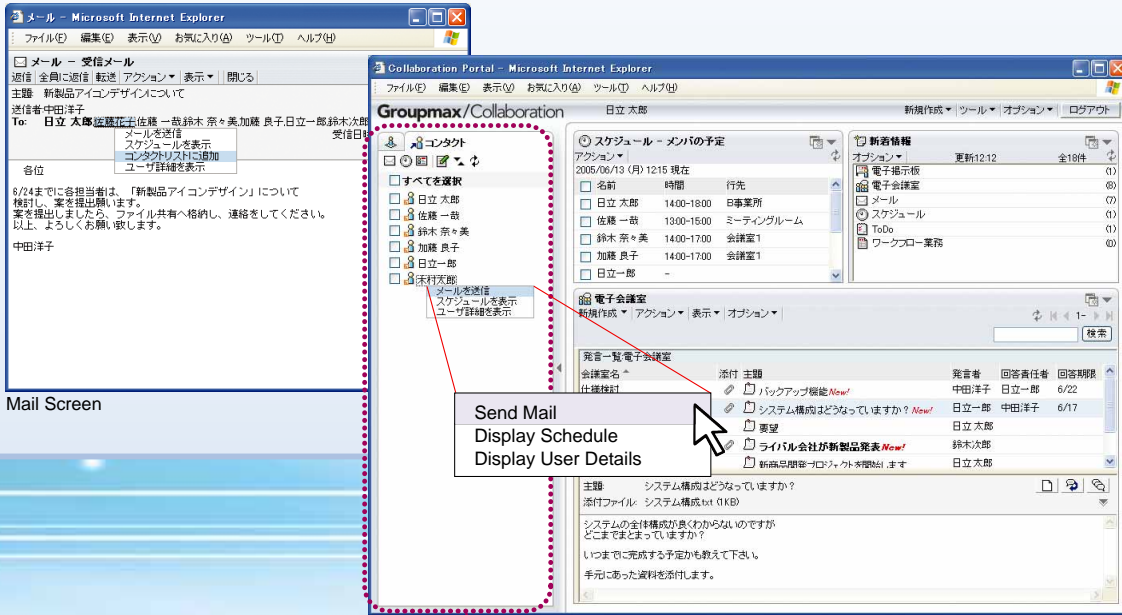 メール - Microsoft Internet Explorer
ファイル(F) 編集(E) 表示(V) お気に入り(A) ツール(T) ヘルプ(H)
メール － 受信メール
返信 全員に返信 転送 アクション▼ 表示▼ 閉じる
主題 新製品アイコンデザインについて
送信者:中田洋子
To: 日立 太郎,佐藤花子,佐藤 一哉,鈴木 奈々美,加藤 良子,日立一郎,鈴木次郎
受信日時
メールを送信
スケジュールを表示
コンタクトリストに追加
ユーザ詳細を表示
各位
6/24までに各担当者は、「新製品アイコンデザイン」について
検討し、案を提出願います。
案を提出しましたら、ファイル共有へ格納し、連絡をしてください。
以上、よろしくお願い致します。
中田洋子
Mail Screen
Collaboration Portal - Microsoft Internet Explorer
ファイル(F) 編集(E) 表示(V) お気に入り(A) ツール(T) ヘルプ(H)
Groupmax/Collaboration 日立 太郎 新規作成▼ ツール▼ オプション▼ ログアウト
コンタクト
すべてを選択
日立 太郎
佐藤 一哉
鈴木 奈々美
加藤 良子
日立一郎
木村太郎
メールを送信
スケジュールを表示
ユーザ詳細を表示
スケジュール - メンバの予定
アクション▼
2005/06/13 (月) 12:15 現在
名前 時間 行先
日立 太郎 14:00-18:00 B事業所
佐藤 一哉 13:00-15:00 ミーティングルーム
鈴木 奈々美 14:00-17:00 会議室1
加藤 良子 14:00-17:00 会議室1
日立一郎 -
新着情報
オプション▼ 更新12:12 全18件
電子掲示板 (1)
電子会議室 (8)
メール (7)
スケジュール (1)
ToDo (1)
ワークフロー業務 (0)
電子会議室
新規作成▼ アクション▼ 表示▼ オプション▼
1-
検索
発言一覧:電子会議室
会議室名 添付 主題 発言者 回答責任者 回答期限
仕様検討 バックアップ機能New! 中田洋子 日立一郎 6/22
システム構成はどうなっていますか？New! 日立一郎 中田洋子 6/17
要望 日立太郎
ライバル会社が新製品発表New! 鈴木次郎
新商品開発プロジェクトを開始します 日立太郎
Send Mail
Display Schedule
Display User Details
主題: システム構成はどうなっていますか？
添付ファイル: システム構成.txt (1KB)
システムの全体構成が良くわからないのですが
どこまでまとまっていますか？
いつまでに完成する予定かも教えて下さい。
手元にあった資料を添付します。